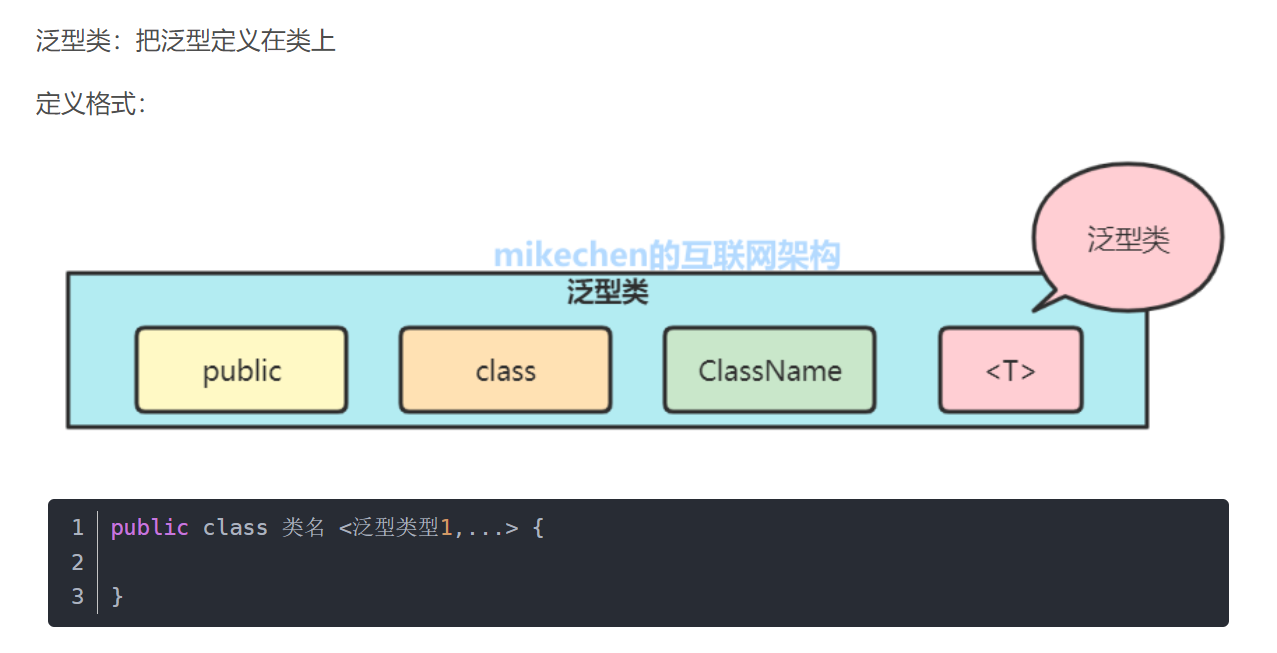 泛型类：把泛型定义在类上
定义格式：
mikechen的互联网架构
泛型类
泛型类
public class ClassName <T>
1 public class 类名 <泛型类型1,...> {
2
3 }